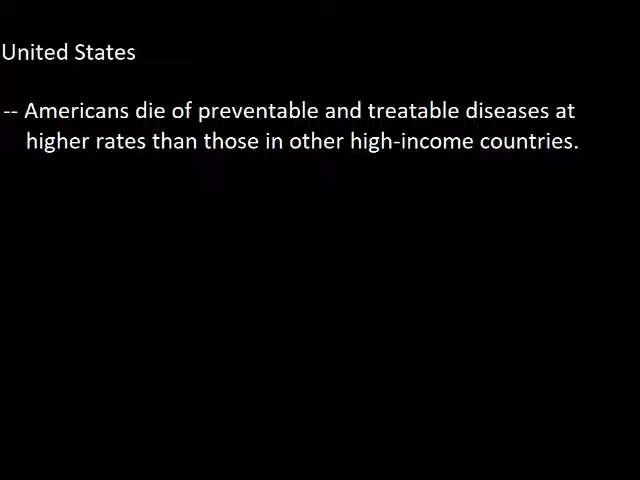 United States
-- Americans die of preventable and treatable diseases at
higher rates than those in other high-income countries.